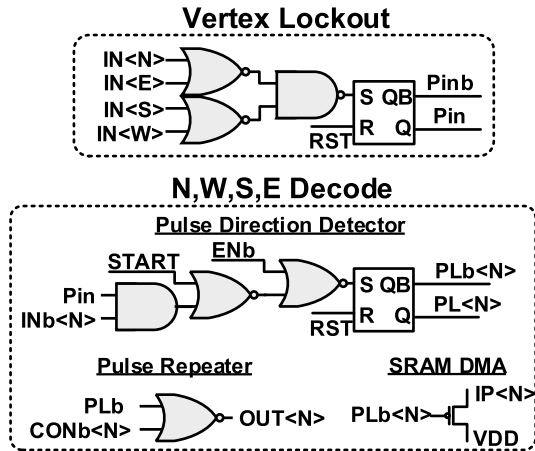 Vertex Lockout
IN<N>
IN<E>
IN<S>
IN<W>
S QB
R Q
RST
Pinb
Pin
N,W,S,E Decode
Pulse Direction Detector
START
ENb
Pin
INb<N>
S QB
R Q
RST
PLb<N>
PL<N>
Pulse Repeater
PLb
CONb<N>
OUT<N>
SRAM DMA
IP<N>
PLb<N>
VDD